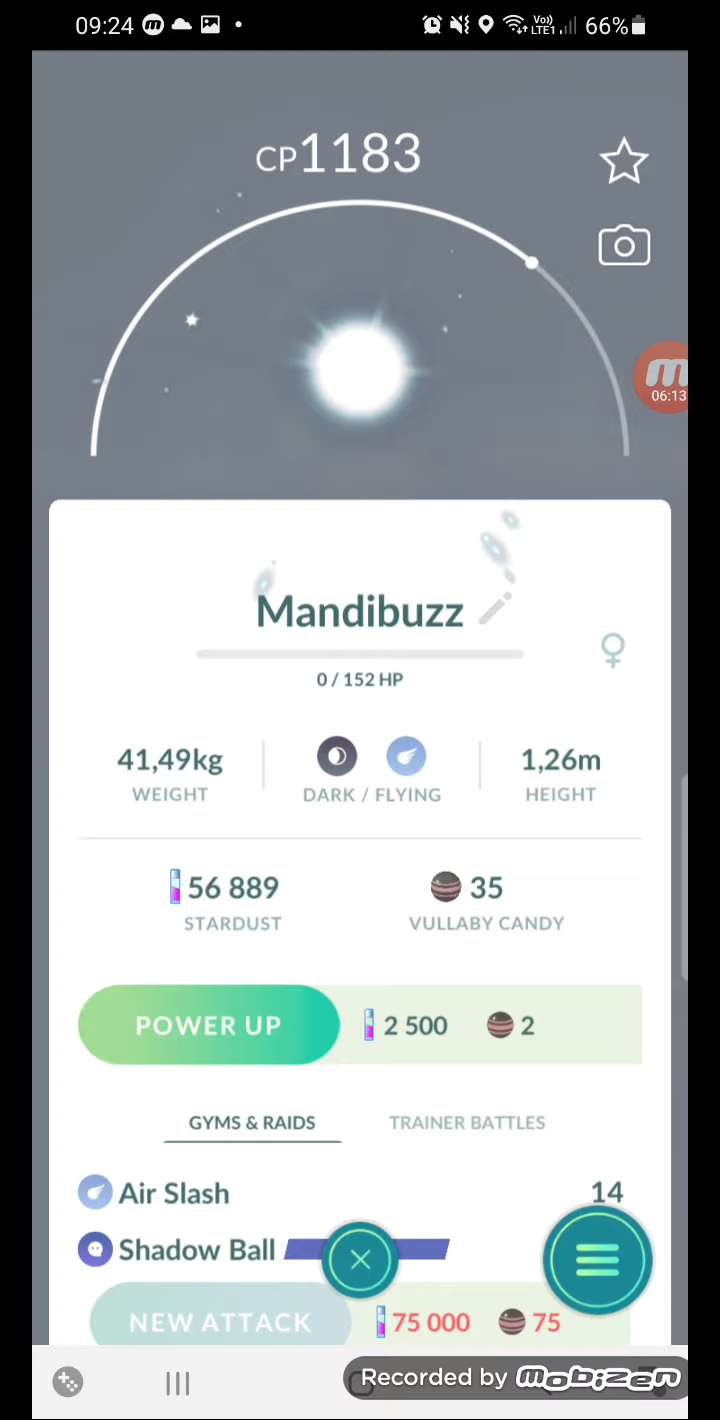 09:24 Vo)) LTE1 66%
CP1183
06:13
Mandibuzz
0 / 152 HP
41,49kg 1,26m
WEIGHT DARK / FLYING HEIGHT
56 889 35
STARDUST VULLABY CANDY
POWER UP 2 500 2
GYMS & RAIDS TRAINER BATTLES
Air Slash 14
Shadow Ball
NEW ATTACK 75 000 75
Recorded by mobizen